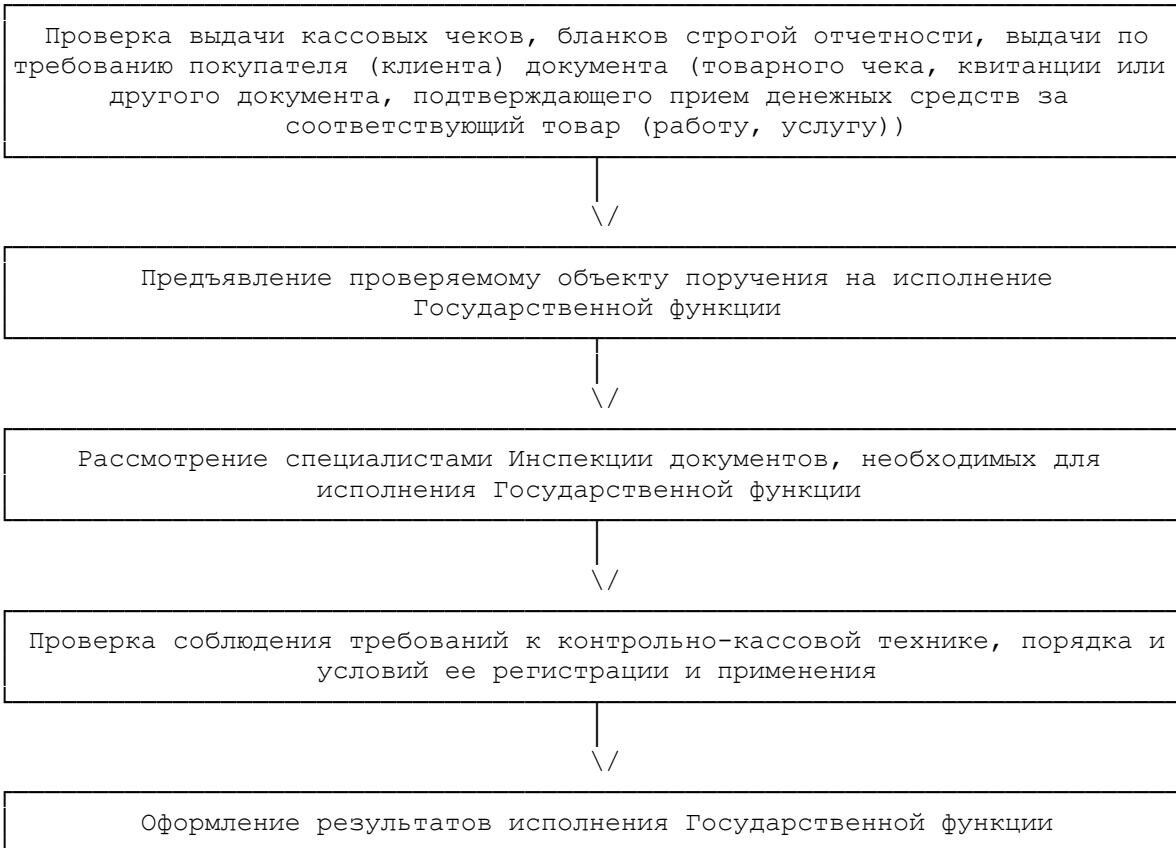 Проверка выдачи кассовых чеков, бланков строгой отчетности, выдачи по
требованию покупателя (клиента) документа (товарного чека, квитанции или
другого документа, подтверждающего прием денежных средств за
соответствующий товар (работу, услугу))
Предъявление проверяемому объекту поручения на исполнение
Государственной функции
Рассмотрение специалистами Инспекции документов, необходимых для
исполнения Государственной функции
Проверка соблюдения требований к контрольно-кассовой технике, порядка и
условий ее регистрации и применения
Оформление результатов исполнения Государственной функции